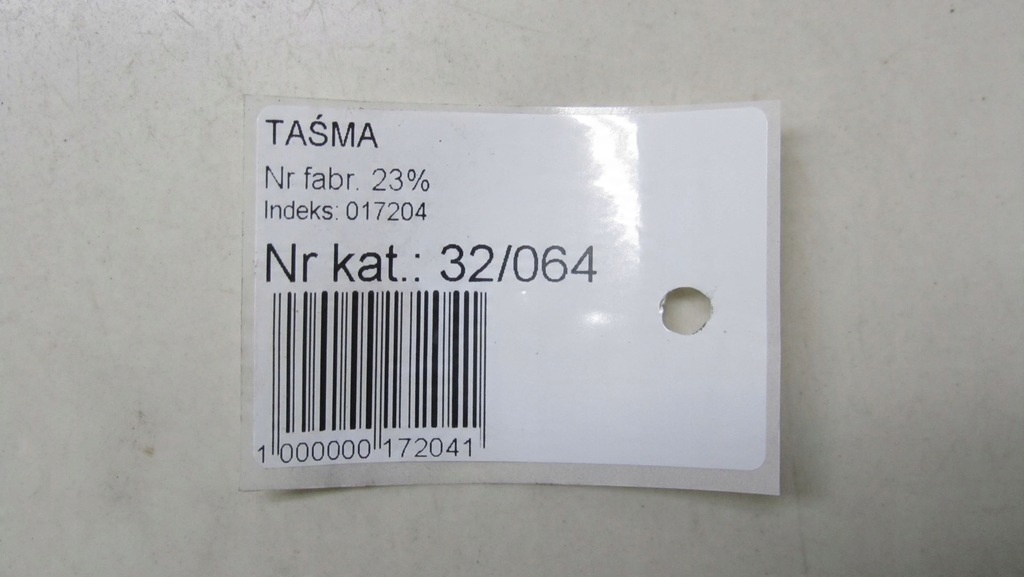 TAŚMA
Nr fabr. 23%
Indeks: 017204
Nr kat.: 32/064
1 000000 172041